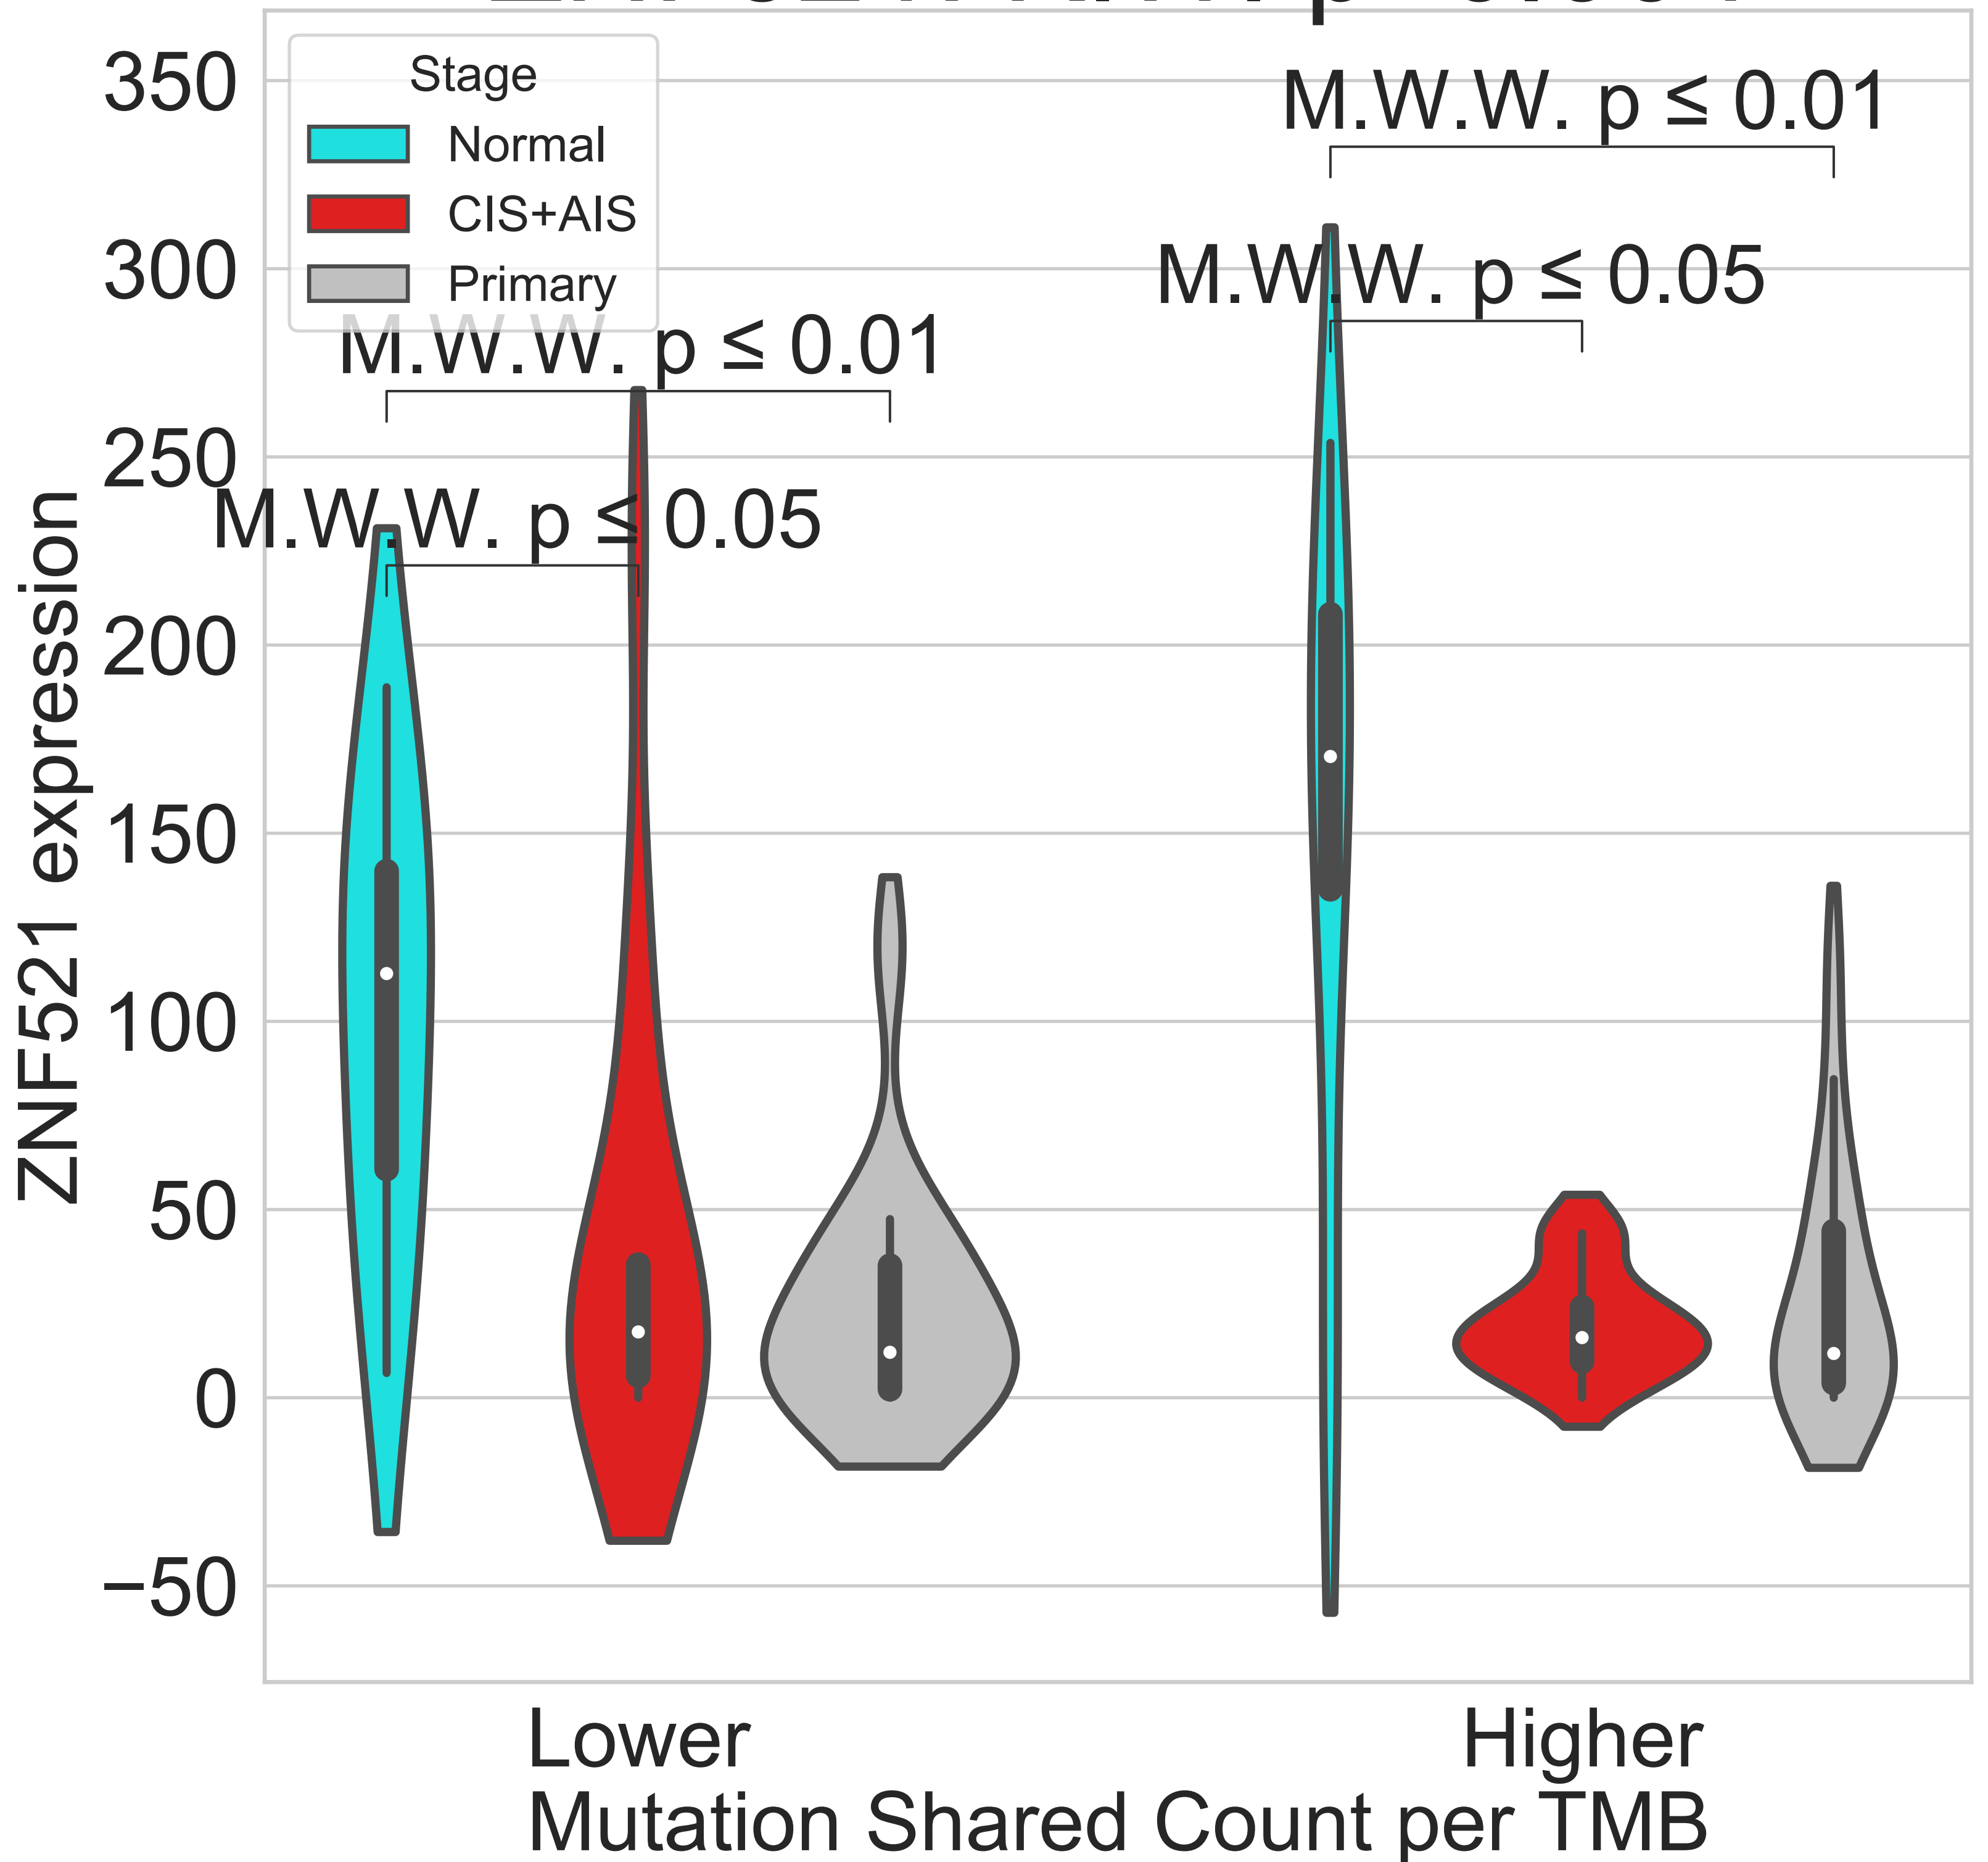 350
300
250
200
150
100
50
0
−50
ZNF521 expression
Stage
Normal
CIS+AIS
Primary
M.W.W. p ≤ 0.01
M.W.W. p ≤ 0.05
M.W.W. p ≤ 0.01
M.W.W. p ≤ 0.05
Lower
Higher
Mutation Shared Count per TMB